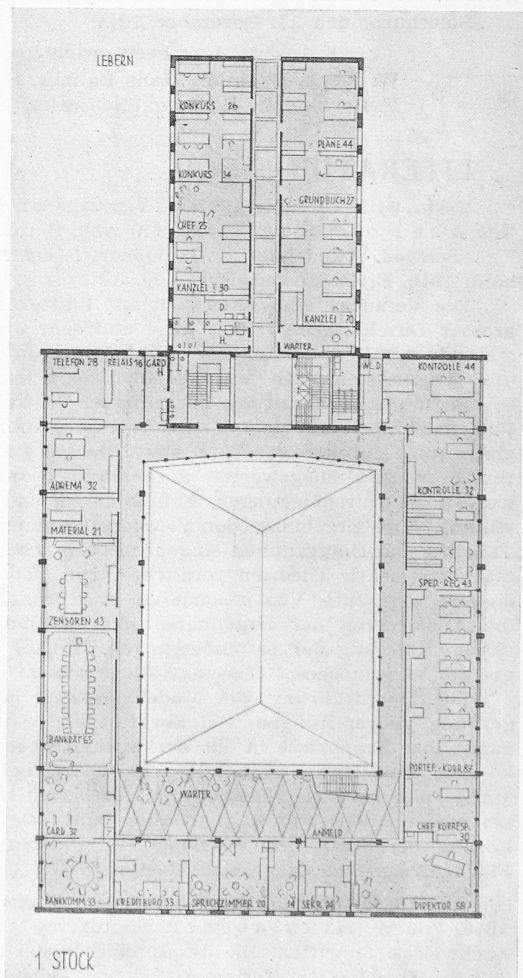 LEBERN
KONKURS 26
PLÄNE 44
KONKURS 34
GRUNDBUCH 27
CHEF 25
KANZLEI I 30
D.
KANZLEI 70
H.
WARTER.
TELEFON 28 RELAIS 16 GARD H.
W.L.D.
KONTROLLE 44
ADREMA 32
KONTROLLE 32
MATERIAL 21
SPED.-REG. 43
ZENSOREN 43
BANKRAT 65
PORTEF.-KORR. 87
WARTER
CARD 32
ANMELD.
CHEF KORRESP.
30
BANKKOMM. 33
KREDITBÜRO 33
SPRECHZIMMER 20
14
SEKR. 24
DIREKTOR 58
1. STOCK